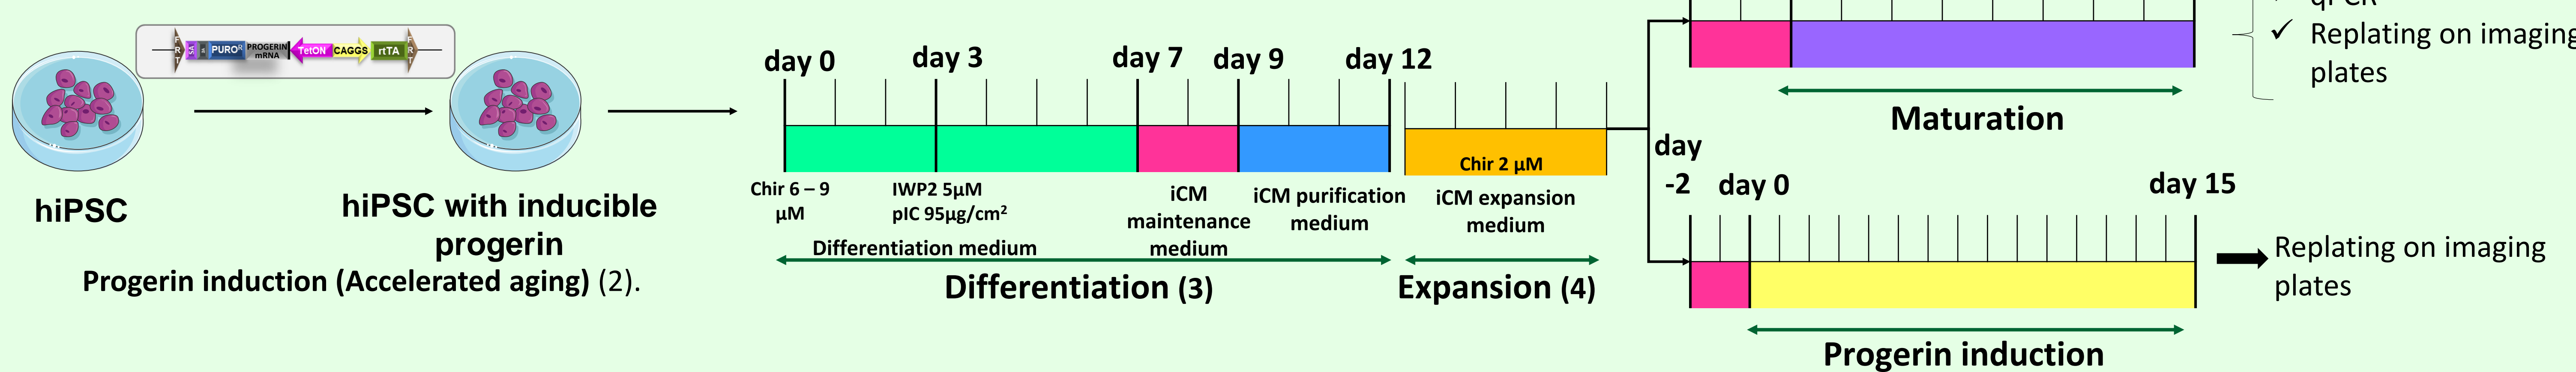 F
R
T
SA
PURO^R
PROGERIN
mRNA
TetON
CAGGS
rtTA
F
R
T
hiPSC
hiPSC with inducible
progerin
Progerin induction (Accelerated aging) (2).
day 0
day 3
day 7
day 9
day 12
Chir 6 – 9
µM
IWP2 5µM
pIC 95µg/cm²
Differentiation medium
iCM
maintenance
medium
iCM purification
medium
Differentiation (3)
Chir 2 µM
iCM expansion
medium
Expansion (4)
Maturation
qPCR
✓ Replating on imaging
plates
day
-2
day 0
day 15
Progerin induction
Replating on imaging
plates